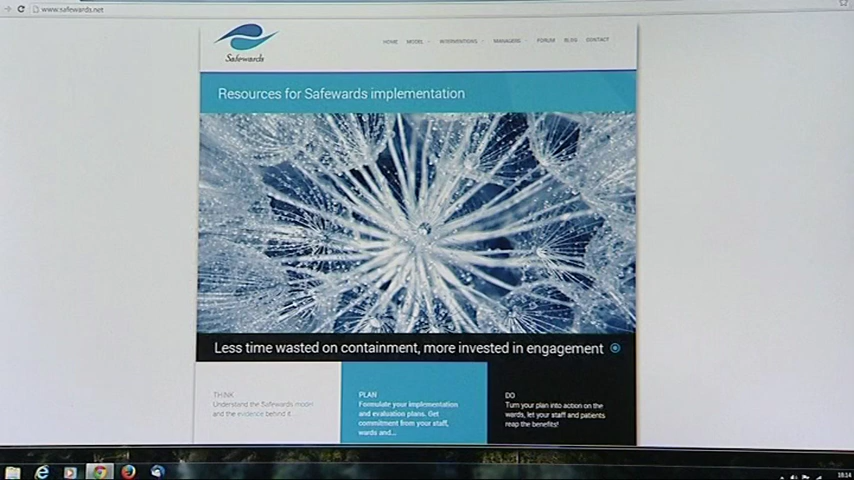 www.safewards.net
Safewards
HOME MODEL INTERVENTIONS MANAGERS FORUM BLOG CONTACT
Resources for Safewards implementation
Less time wasted on containment, more invested in engagement
THINK
Understand the Safewards model
and the evidence behind it...
PLAN
Formulate your implementation
and evaluation plans. Get
commitment from your staff,
wards and...
DO
Turn your plan into action on the
wards, let your staff and patients
reap the benefits!